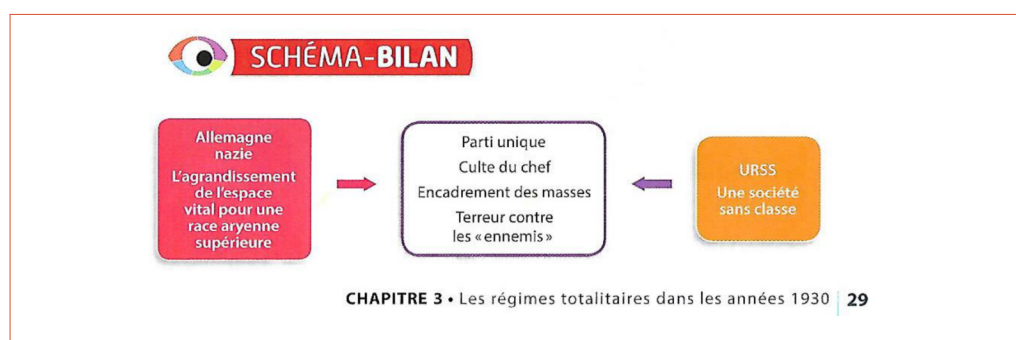 SCHÉMA-BILAN
Allemagne
nazie
L'agrandissement
de l'espace
vital pour une
race aryenne
supérieure
Parti unique
Culte du chef
Encadrement des masses
Terreur contre
les « ennemis »
URSS
Une société
sans classe
CHAPITRE 3 • Les régimes totalitaires dans les années 1930 29